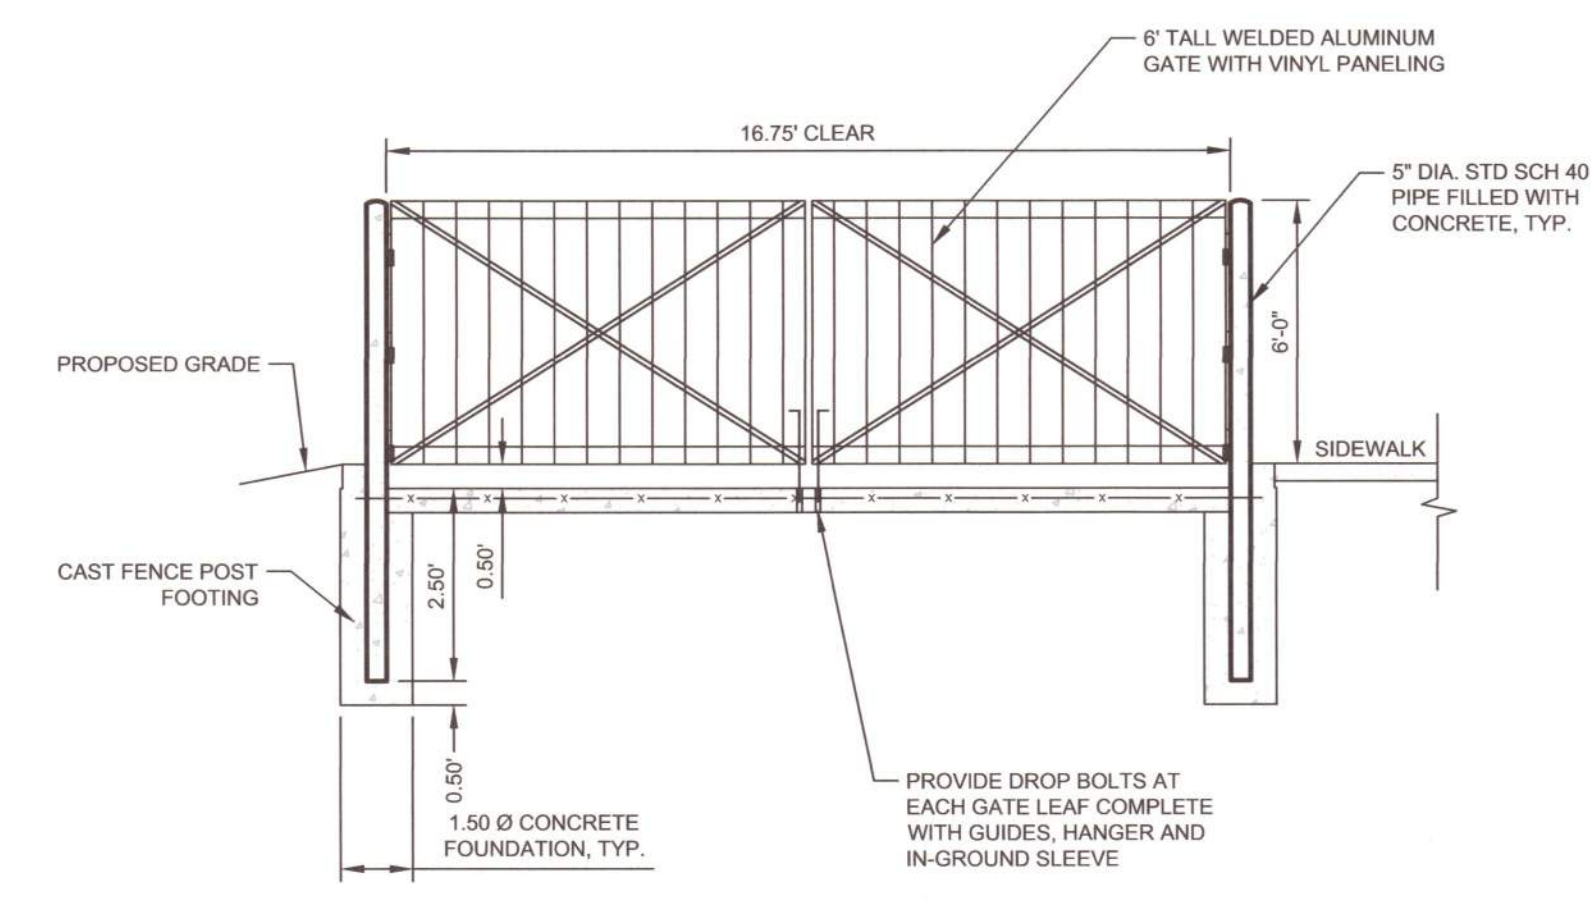 6' TALL WELDED ALUMINUM
GATE WITH VINYL PANELING
16.75' CLEAR
5" DIA. STD SCH 40
PIPE FILLED WITH
CONCRETE, TYP.
6'-0"
PROPOSED GRADE
SIDEWALK
x x x x x x x x x x x
CAST FENCE POST
FOOTING
2.50'
0.50'
0.50'
1.50 Ø CONCRETE
FOUNDATION, TYP.
PROVIDE DROP BOLTS AT
EACH GATE LEAF COMPLETE
WITH GUIDES, HANGER AND
IN-GROUND SLEEVE